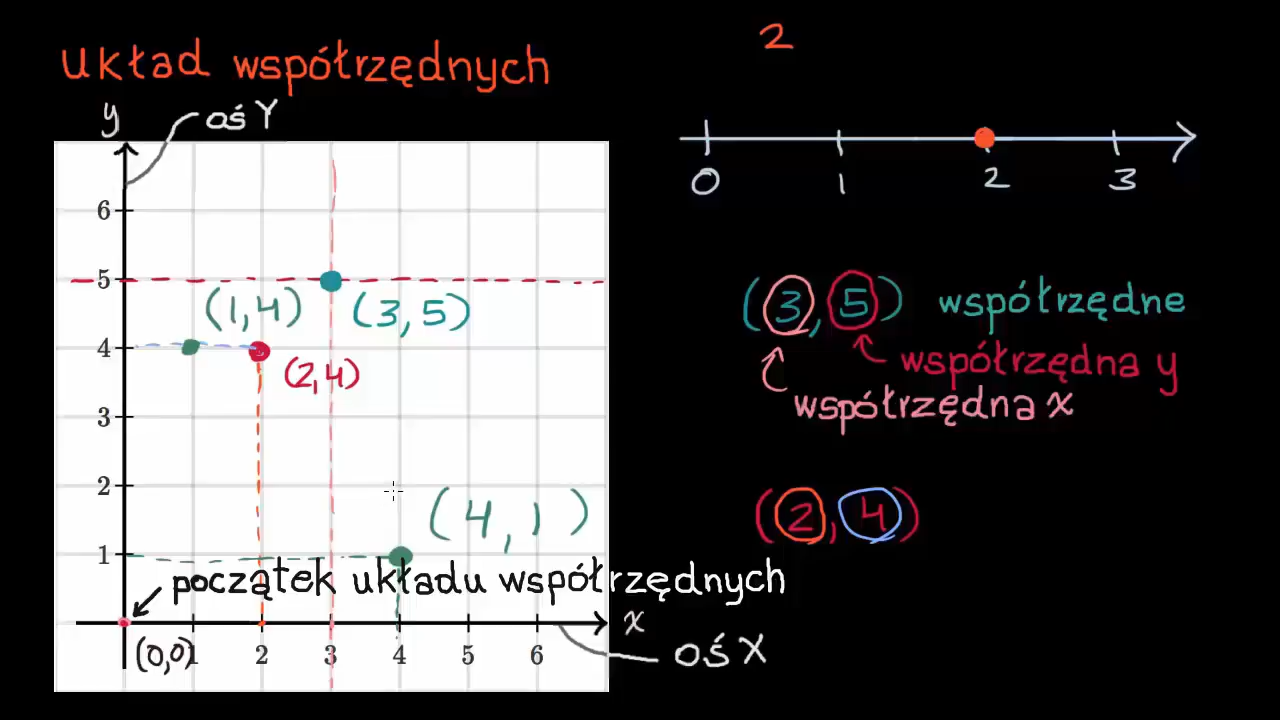 układ współrzędnych
y
oś Y
6
5
4
3
2
1
(1,4)
(3,5)
(2,4)
(4,1)
początek układu współrzędnych
(0,0)
1 2 3 4 5 6
x
oś X
2
0 1 2 3
(3,5) współrzędne
współrzędna y
współrzędna x
(2,4)